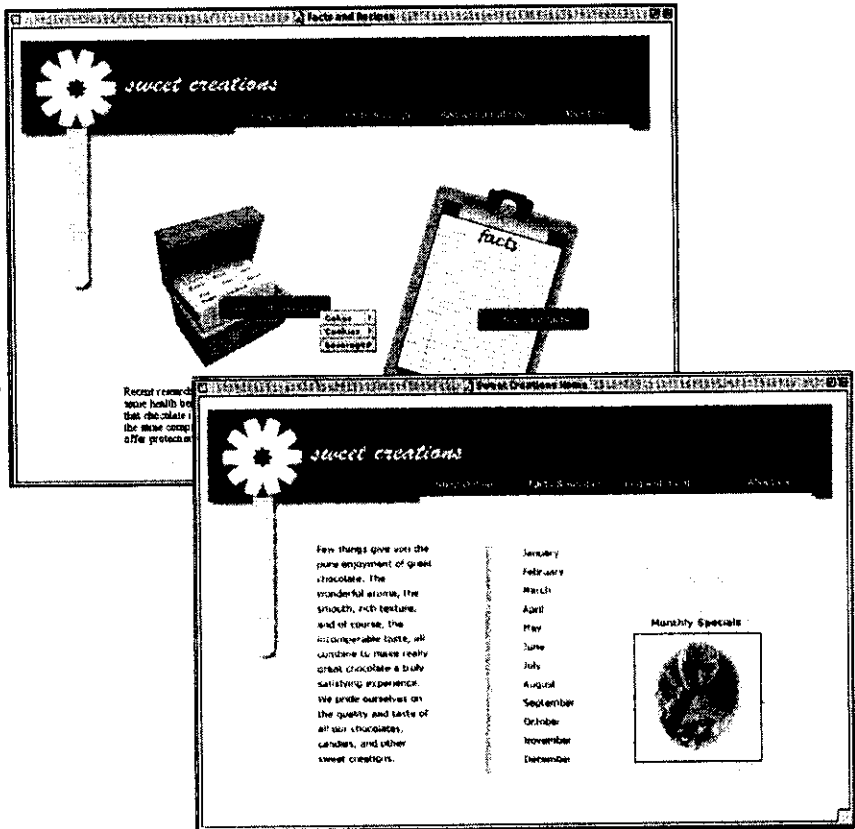 Facts and Recipes
sweet creations
facts
Cakes
Cookies
Beverages
Recent research
some health
that chocolate
the same
offer protection
Sweet Creations Home
sweet creations
Facts & Recipes
About Us
Few things give you the
pure enjoyment of great
chocolate. The
wonderful aroma, the
smooth, rich texture,
and of course, the
incomparable taste, all
combine to make really
great chocolate a truly
satisfying experience.
We pride ourselves on
the quality and taste of
all our chocolates,
candies, and other
sweet creations.
January
February
March
April
May
June
July
August
September
October
November
December
Monthly Specials